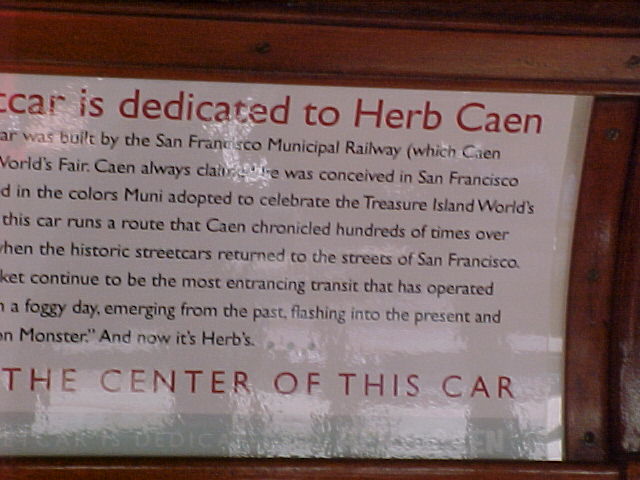 ccar is dedicated to Herb Caen
ar was built by the San Francisco Municipal Railway (which Caen
World's Fair. Caen always claimed he was conceived in San Francisco
d in the colors Muni adopted to celebrate the Treasure Island World's
this car runs a route that Caen chronicled hundreds of times over
when the historic streetcars returned to the streets of San Francisco.
ket continue to be the most entrancing transit that has operated
n a foggy day, emerging from the past, flashing into the present and
on Monster." And now it's Herb's.
THE CENTER OF THIS CAR